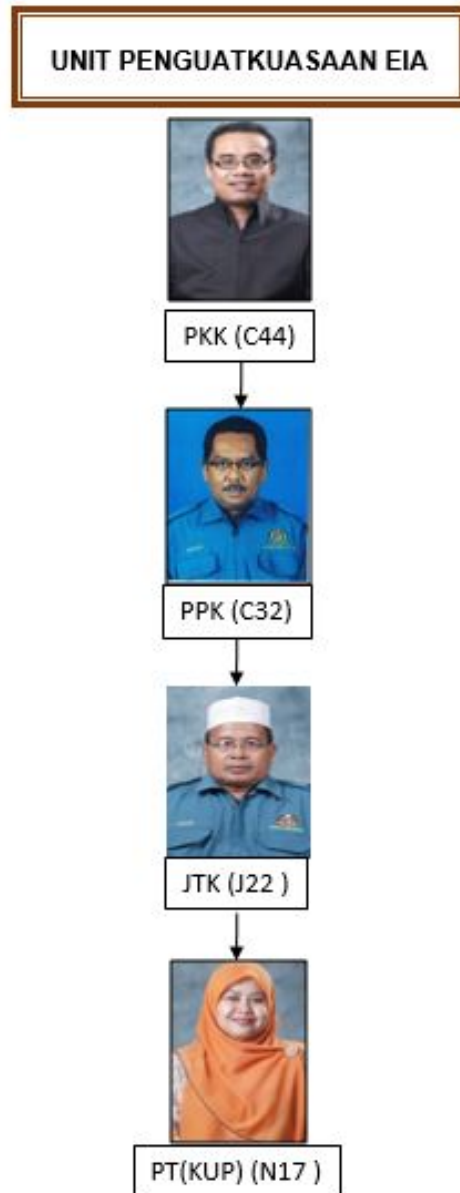 UNIT PENGUATKUASAAN EIA
PKK (C44)
PPK (C32)
JTK (J22 )
PT(KUP) (N17 )